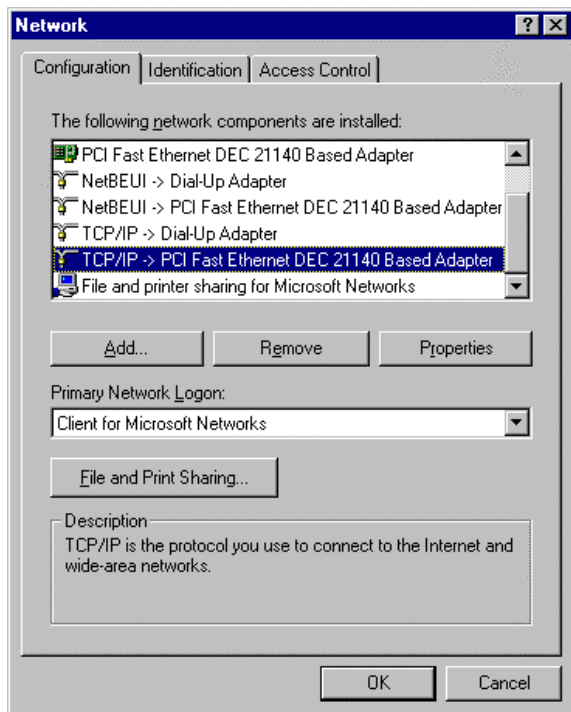 Network
Configuration Identification Access Control
The following network components are installed:
PCI Fast Ethernet DEC 21140 Based Adapter
NetBEUI -> Dial-Up Adapter
NetBEUI -> PCI Fast Ethernet DEC 21140 Based Adapter
TCP/IP -> Dial-Up Adapter
TCP/IP -> PCI Fast Ethernet DEC 21140 Based Adapter
File and printer sharing for Microsoft Networks
Add... Remove Properties
Primary Network Logon:
Client for Microsoft Networks
File and Print Sharing...
Description
TCP/IP is the protocol you use to connect to the Internet and
wide-area networks.
OK Cancel